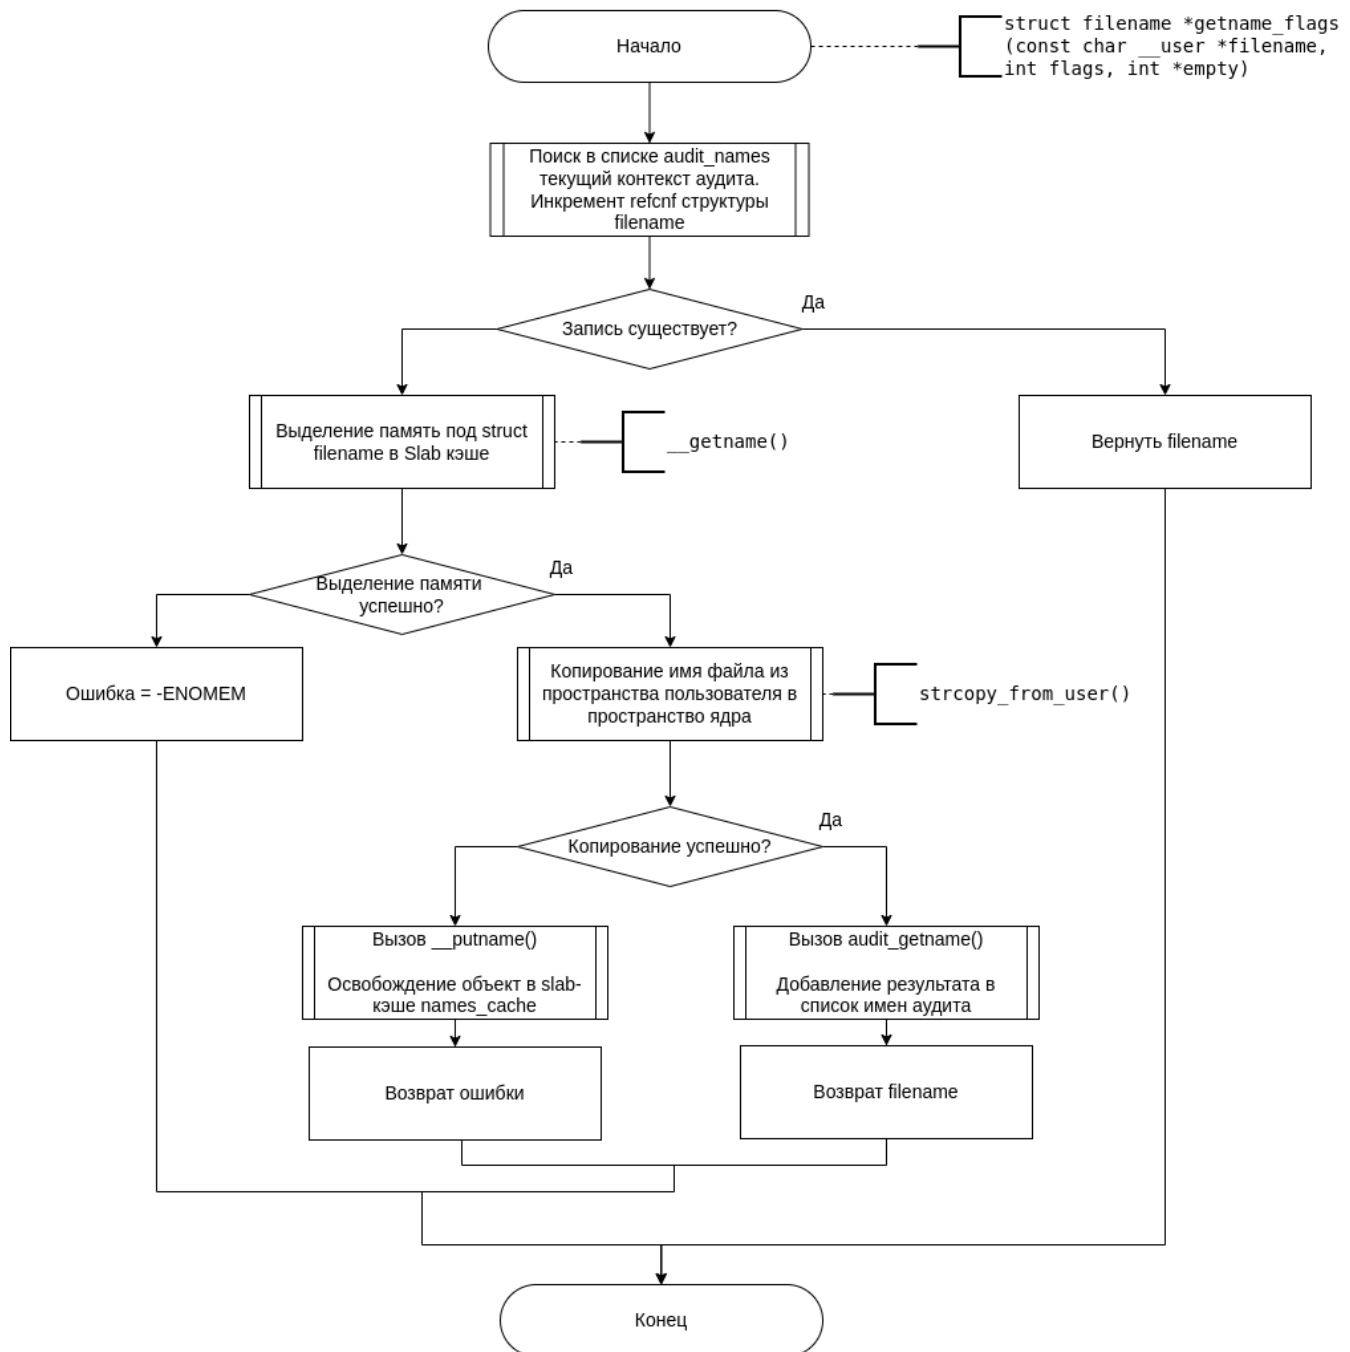 Начало
struct filename *getname_flags
(const char __user *filename,
int flags, int *empty)
Поиск в списке audit_names
текущий контекст аудита.
Инкремент refcnf структуры
filename
Запись существует?
Да
Выделение память под struct
filename в Slab кэше
__getname()
Вернуть filename
Выделение памяти
успешно?
Да
Ошибка = -ENOMEM
Копирование имя файла из
пространства пользователя в
пространство ядра
strcopy_from_user()
Копирование успешно?
Да
Вызов __putname()
Освобождение объект в slab-
кэше names_cache
Вызов audit_getname()
Добавление результата в
список имен аудита
Возврат ошибки
Возврат filename
Конец